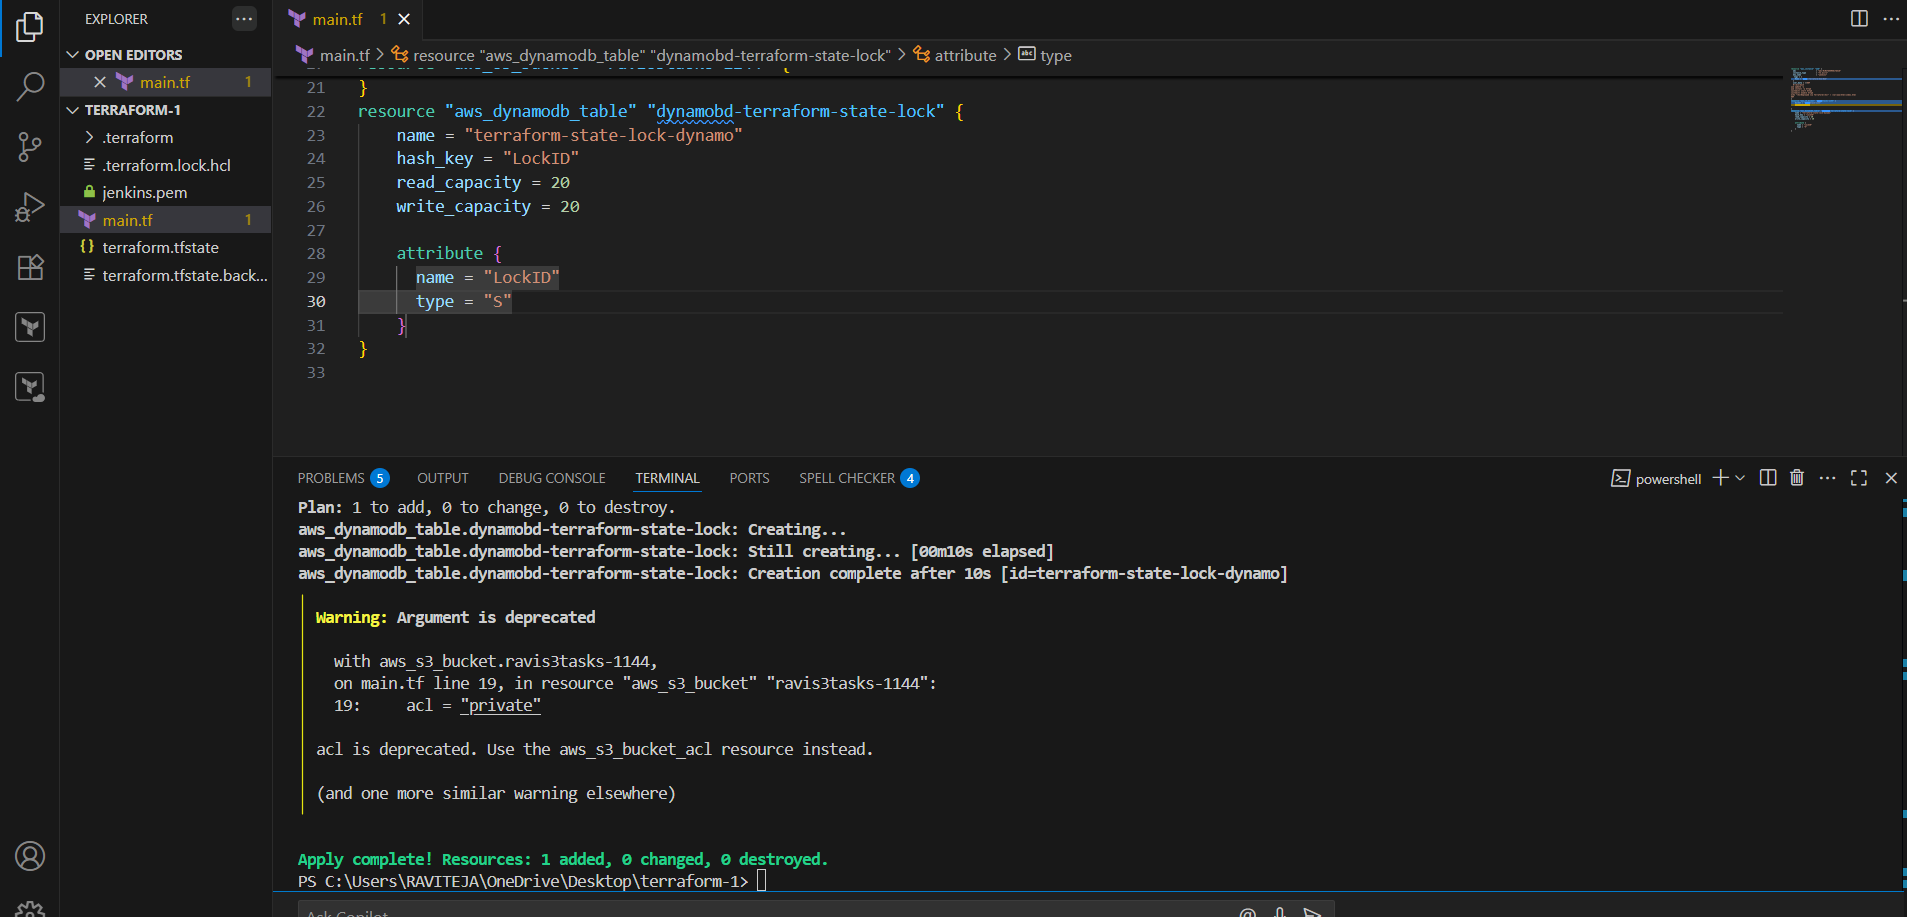 EXPLORER
OPEN EDITORS
main.tf 1
TERRAFORM-1
.terraform
.terraform.lock.hcl
jenkins.pem
main.tf 1
terraform.tfstate
terraform.tfstate.back...
main.tf 1
main.tf > resource "aws_dynamodb_table" "dynamobd-terraform-state-lock" > attribute > type
21 }
22 resource "aws_dynamodb_table" "dynamobd-terraform-state-lock" {
23 name = "terraform-state-lock-dynamo"
24 hash_key = "LockID"
25 read_capacity = 20
26 write_capacity = 20
27
28 attribute {
29 name = "LockID"
30 type = "S"
31 }
32 }
33
PROBLEMS 5 OUTPUT DEBUG CONSOLE TERMINAL PORTS SPELL CHECKER 4 powershell
Plan: 1 to add, 0 to change, 0 to destroy.
aws_dynamodb_table.dynamobd-terraform-state-lock: Creating...
aws_dynamodb_table.dynamobd-terraform-state-lock: Still creating... [00m10s elapsed]
aws_dynamodb_table.dynamobd-terraform-state-lock: Creation complete after 10s [id=terraform-state-lock-dynamo]
Warning: Argument is deprecated
with aws_s3_bucket.ravis3tasks-1144,
on main.tf line 19, in resource "aws_s3_bucket" "ravis3tasks-1144":
19: acl = "private"
acl is deprecated. Use the aws_s3_bucket_acl resource instead.
(and one more similar warning elsewhere)
Apply complete! Resources: 1 added, 0 changed, 0 destroyed.
PS C:\Users\RAVITEJA\OneDrive\Desktop\terraform-1>
Ask Copilot